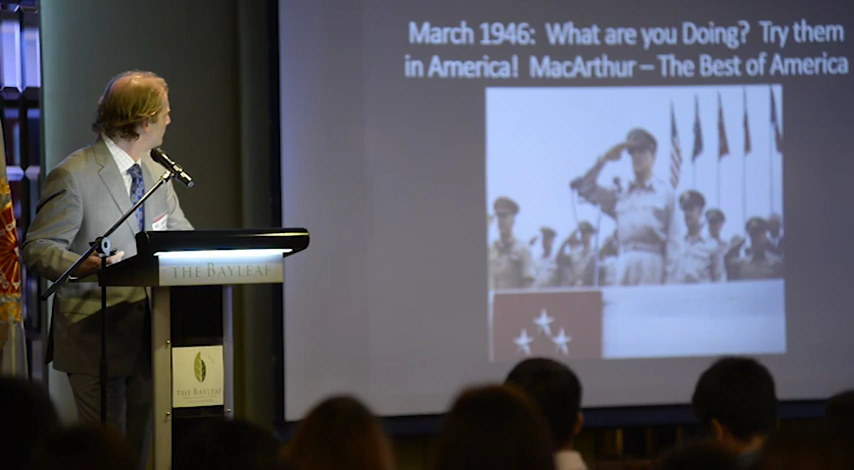 March 1946: What are you Doing? Try them
in America! MacArthur – The Best of America
THE BAYLEAF
THE BAYLEAF